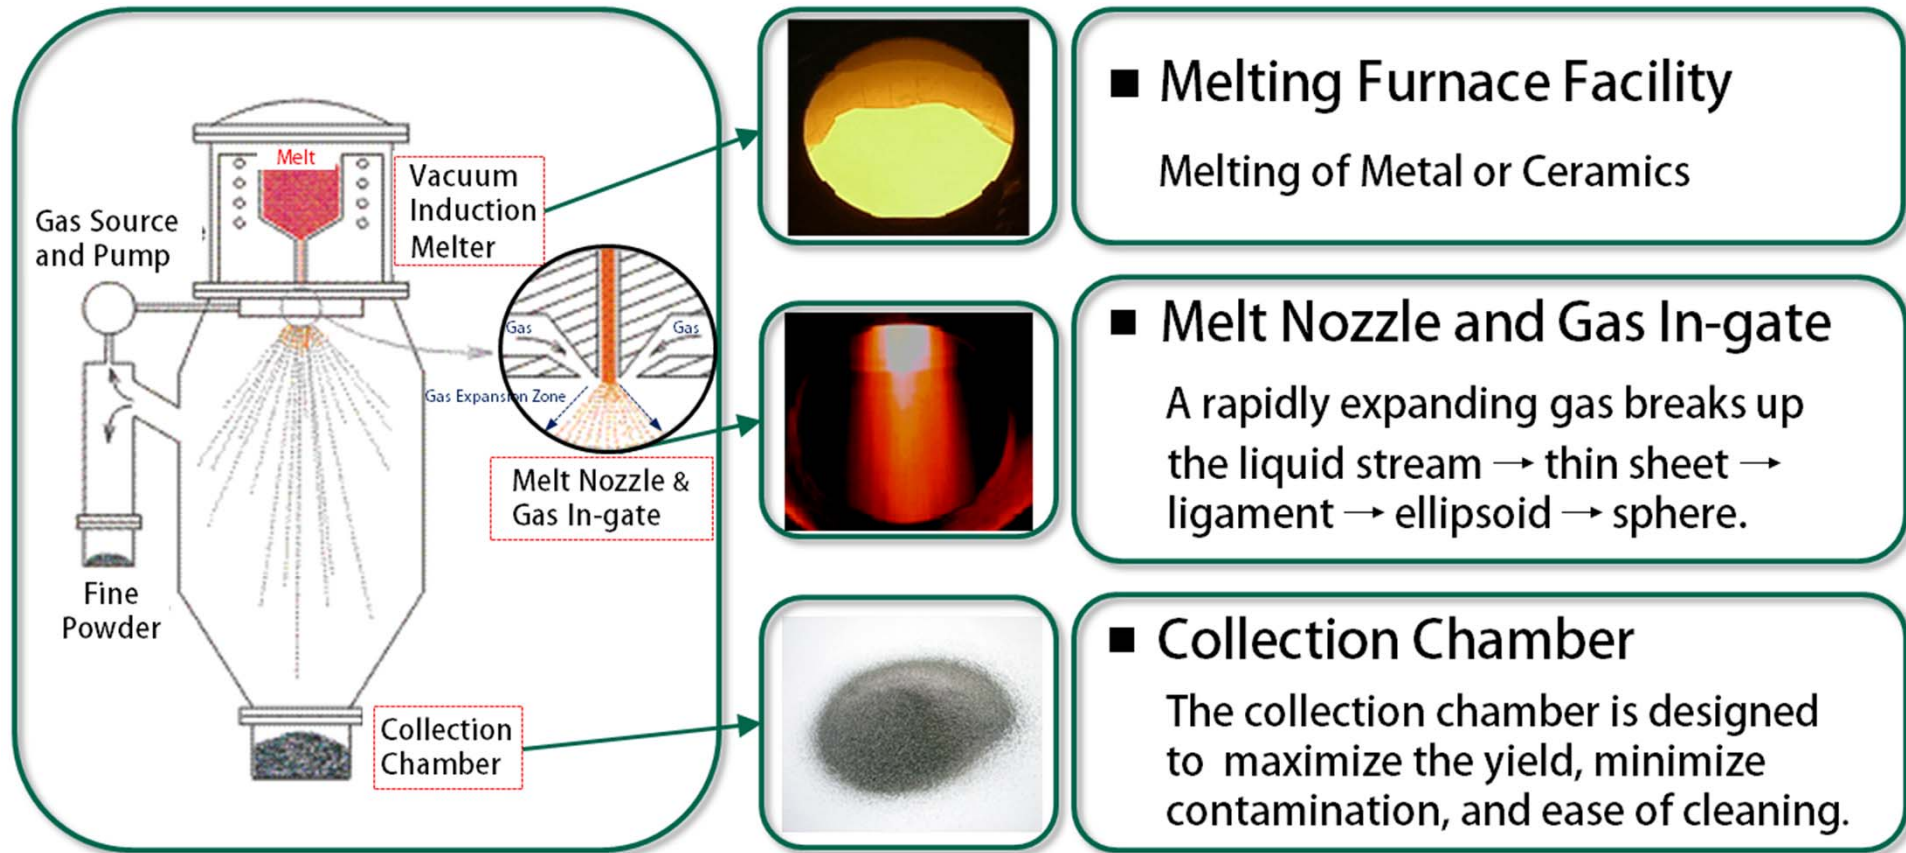 Melt
Vacuum
Induction
Melter
Gas Source
and Pump
Gas
Gas
Gas Expansion Zone
Melt Nozzle &
Gas In-gate
Fine
Powder
Collection
Chamber
■ Melting Furnace Facility
Melting of Metal or Ceramics
■ Melt Nozzle and Gas In-gate
A rapidly expanding gas breaks up
the liquid stream → thin sheet →
ligament → ellipsoid → sphere.
■ Collection Chamber
The collection chamber is designed
to maximize the yield, minimize
contamination, and ease of cleaning.